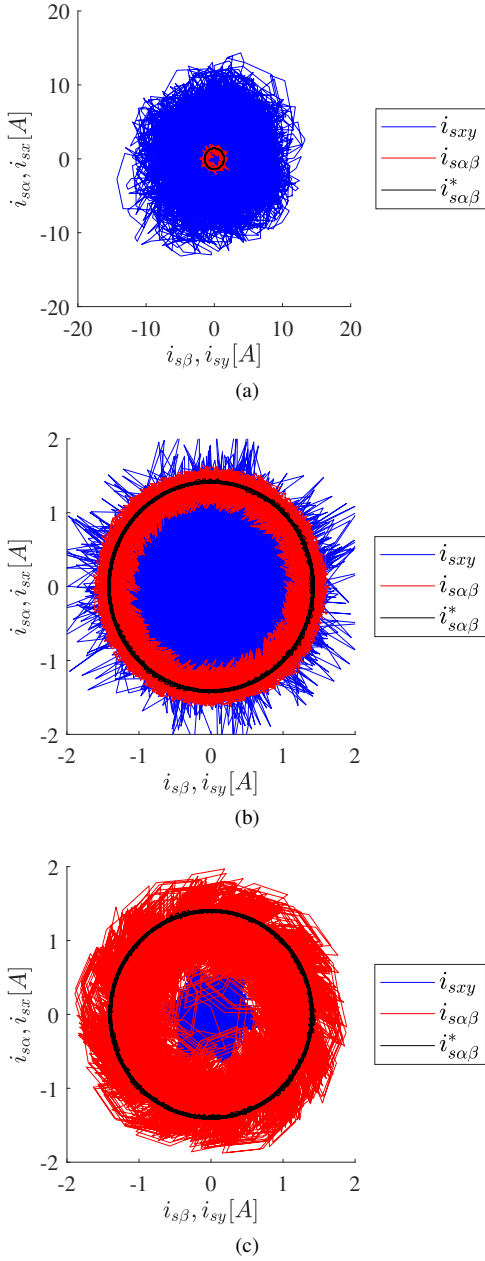 20
10
0
-10
-20
-20 -10 0 10 20
i_{sα}, i_{sx}[A]
i_{sβ}, i_{sy}[A]
i_{sxy}
i_{sαβ}
i^*_{sαβ}
(a)
2
1
0
-1
-2
-2 -1 0 1 2
i_{sα}, i_{sx}[A]
i_{sβ}, i_{sy}[A]
i_{sxy}
i_{sαβ}
i^*_{sαβ}
(b)
2
1
0
-1
-2
-2 -1 0 1 2
i_{sα}, i_{sx}[A]
i_{sβ}, i_{sy}[A]
i_{sxy}
i_{sαβ}
i^*_{sαβ}
(c)